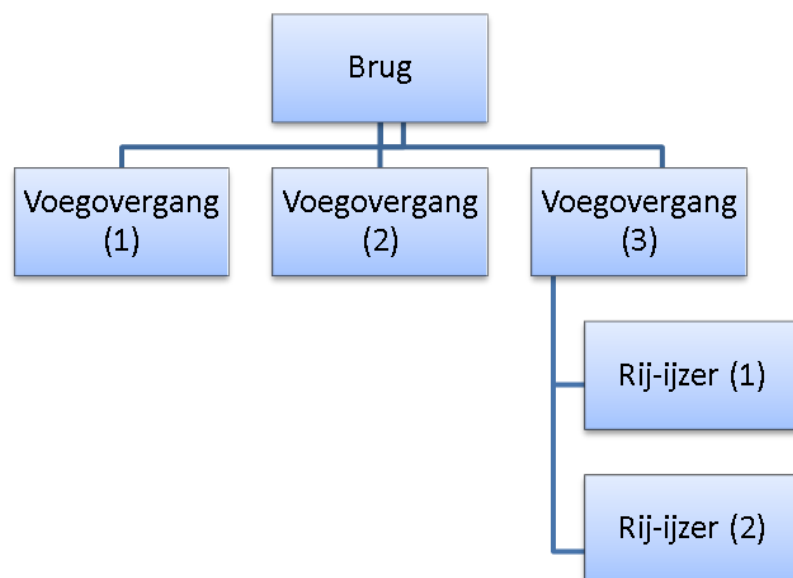 Brug
Voegovergang
(1)
Voegovergang
(2)
Voegovergang
(3)
Rij-ijzer (1)
Rij-ijzer (2)